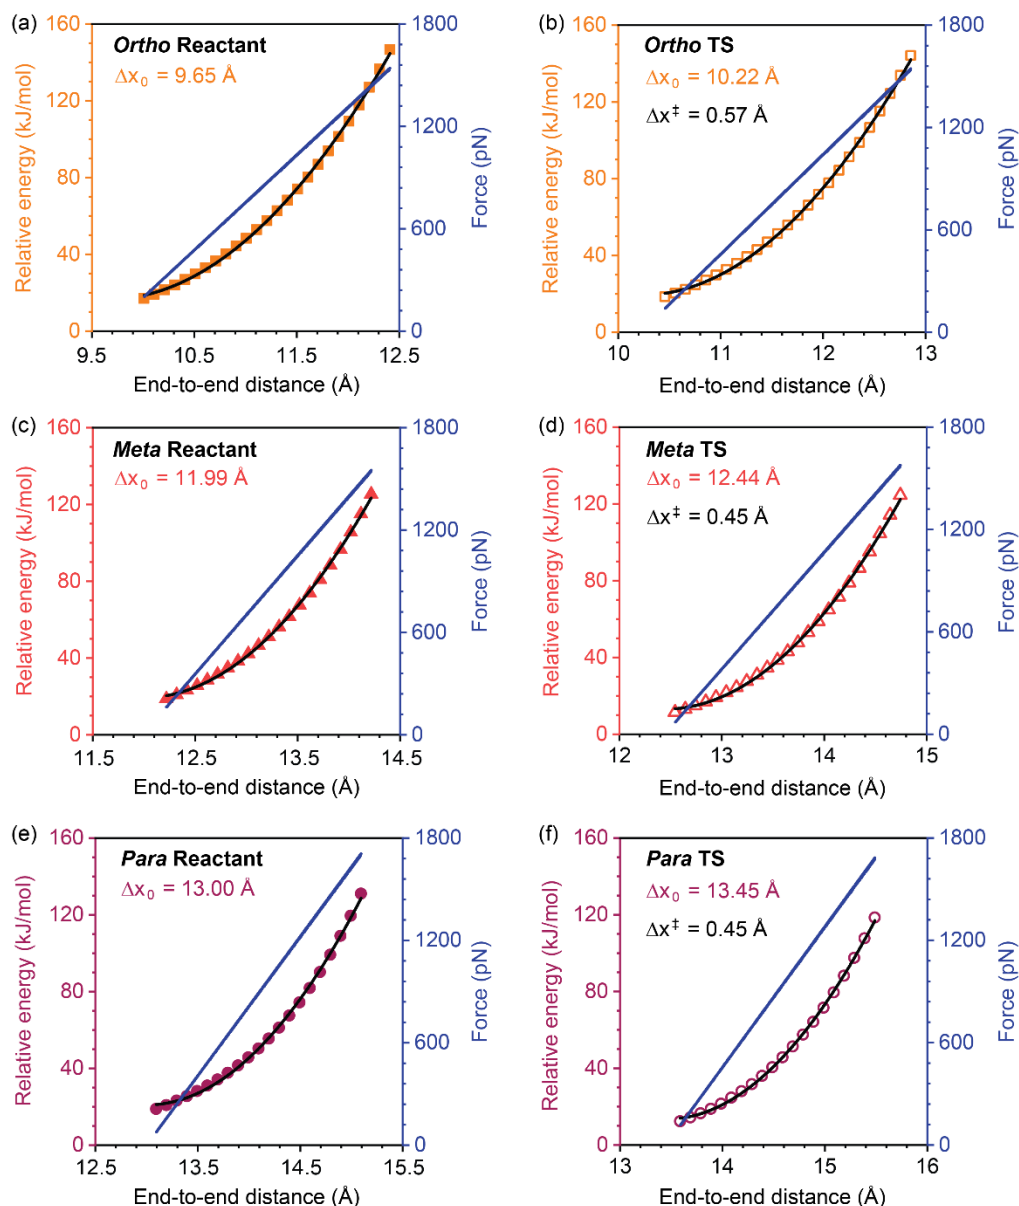 (a)
Ortho Reactant
Δx₀ = 9.65 Å
Relative energy (kJ/mol)
160
120
80
40
0
1800
1200
600
0
Force (pN)
9.5 10.5 11.5 12.5
End-to-end distance (Å)
(b)
Ortho TS
Δx₀ = 10.22 Å
Δx‡ = 0.57 Å
Relative energy (kJ/mol)
160
120
80
40
0
1800
1200
600
0
Force (pN)
10 11 12 13
End-to-end distance (Å)
(c)
Meta Reactant
Δx₀ = 11.99 Å
Relative energy (kJ/mol)
160
120
80
40
0
1800
1200
600
0
Force (pN)
11.5 12.5 13.5 14.5
End-to-end distance (Å)
(d)
Meta TS
Δx₀ = 12.44 Å
Δx‡ = 0.45 Å
Relative energy (kJ/mol)
160
120
80
40
0
1800
1200
600
0
Force (pN)
12 13 14 15
End-to-end distance (Å)
(e)
Para Reactant
Δx₀ = 13.00 Å
Relative energy (kJ/mol)
160
120
80
40
0
1800
1200
600
0
Force (pN)
12.5 13.5 14.5 15.5
End-to-end distance (Å)
(f)
Para TS
Δx₀ = 13.45 Å
Δx‡ = 0.45 Å
Relative energy (kJ/mol)
160
120
80
40
0
1800
1200
600
0
Force (pN)
13 14 15 16
End-to-end distance (Å)